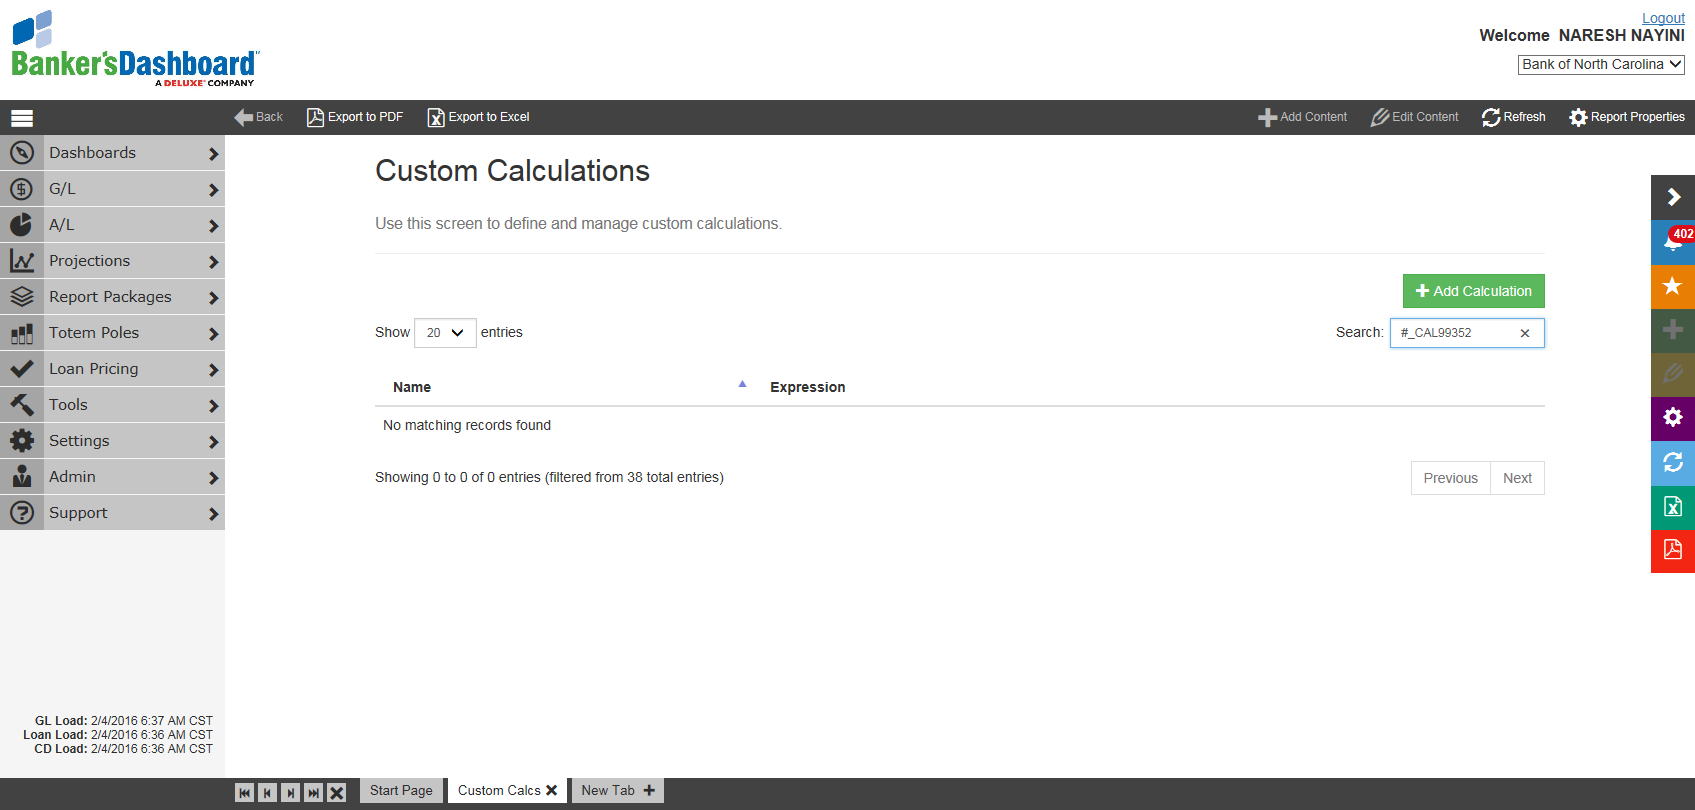 Banker'sDashboard
A DELUXE COMPANY
Logout
Welcome NARESH NAYINI
Bank of North Carolina
Back
Export to PDF
Export to Excel
Add Content
Edit Content
Refresh
Report Properties
Dashboards
G/L
A/L
Projections
Report Packages
Totem Poles
Loan Pricing
Tools
Settings
Admin
Support
Custom Calculations
Use this screen to define and manage custom calculations.
402
Add Calculation
Show 20 entries
Search: #_CAL99352
Name Expression
No matching records found
Showing 0 to 0 of 0 entries (filtered from 38 total entries)
Previous Next
GL Load: 2/4/2016 6:37 AM CST
Loan Load: 2/4/2016 6:36 AM CST
CD Load: 2/4/2016 6:36 AM CST
Start Page
Custom Calcs
New Tab